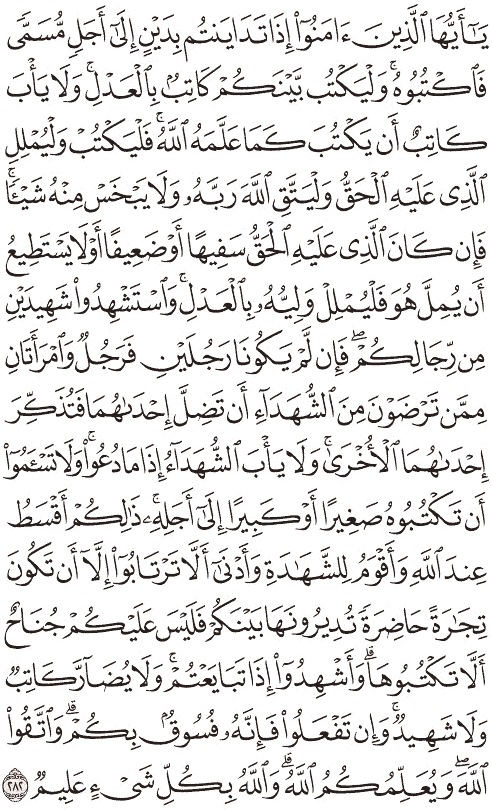 يَـٰٓأَيُّهَا ٱلَّذِينَ ءَامَنُوٓا۟ إِذَا تَدَايَنتُم بِدَيْنٍ إِلَىٰٓ أَجَلٍ مُّسَمًّى
فَٱكْتُبُوهُ ۚ وَلْيَكْتُب بَّيْنَكُمْ كَاتِبٌۢ بِٱلْعَدْلِ ۚ وَلَا يَأْبَ
كَاتِبٌ أَن يَكْتُبَ كَمَا عَلَّمَهُ ٱللَّهُ ۚ فَلْيَكْتُبْ وَلْيُمْلِلِ
ٱلَّذِى عَلَيْهِ ٱلْحَقُّ وَلْيَتَّقِ ٱللَّهَ رَبَّهُۥ وَلَا يَبْخَسْ مِنْهُ شَيْـًٔا ۚ
فَإِن كَانَ ٱلَّذِى عَلَيْهِ ٱلْحَقُّ سَفِيهًا أَوْ ضَعِيفًا أَوْ لَا يَسْتَطِيعُ
أَن يُمِلَّ هُوَ فَلْيُمْلِلْ وَلِيُّهُۥ بِٱلْعَدْلِ ۚ وَٱسْتَشْهِدُوا۟ شَهِيدَيْنِ
مِن رِّجَالِكُمْ ۖ فَإِن لَّمْ يَكُونَا رَجُلَيْنِ فَرَجُلٌ وَٱمْرَأَتَانِ
مِمَّن تَرْضَوْنَ مِنَ ٱلشُّهَدَآءِ أَن تَضِلَّ إِحْدَىٰهُمَا فَتُذَكِّرَ
إِحْدَىٰهُمَا ٱلْأُخْرَىٰ ۚ وَلَا يَأْبَ ٱلشُّهَدَآءُ إِذَا مَا دُعُوا۟ ۚ وَلَا تَسْـَٔمُوٓا۟
أَن تَكْتُبُوهُ صَغِيرًا أَوْ كَبِيرًا إِلَىٰٓ أَجَلِهِۦ ۚ ذَٰلِكُمْ أَقْسَطُ
عِندَ ٱللَّهِ وَأَقْوَمُ لِلشَّهَـٰدَةِ وَأَدْنَىٰٓ أَلَّا تَرْتَابُوٓا۟ ۖ إِلَّآ أَن تَكُونَ
تِجَـٰرَةً حَاضِرَةً تُدِيرُونَهَا بَيْنَكُمْ فَلَيْسَ عَلَيْكُمْ جُنَاحٌ
أَلَّا تَكْتُبُوهَا ۗ وَأَشْهِدُوٓا۟ إِذَا تَبَايَعْتُمْ ۚ وَلَا يُضَآرَّ كَاتِبٌ
وَلَا شَهِيدٌ ۚ وَإِن تَفْعَلُوا۟ فَإِنَّهُۥ فُسُوقٌۢ بِكُمْ ۗ وَٱتَّقُوا۟
ٱللَّهَ ۖ وَيُعَلِّمُكُمُ ٱللَّهُ ۗ وَٱللَّهُ بِكُلِّ شَىْءٍ عَلِيمٌ ٢٨٢